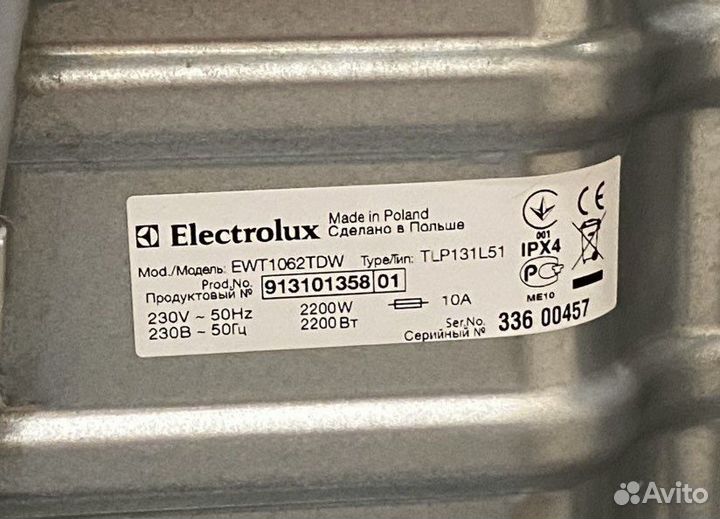 Electrolux Made in Poland
Сделано в Польше
Mod./Модель: EWT1062TDW Type/Тип: TLP131L51
Prod.No. 913101358 01
Продуктовый №
230V ~ 50Hz 2200W 10A
230В ~ 50Гц 2200Вт
Ser.No. 336 00457
Серийный №
001
IPX4
CE
PC
ME10
Avito